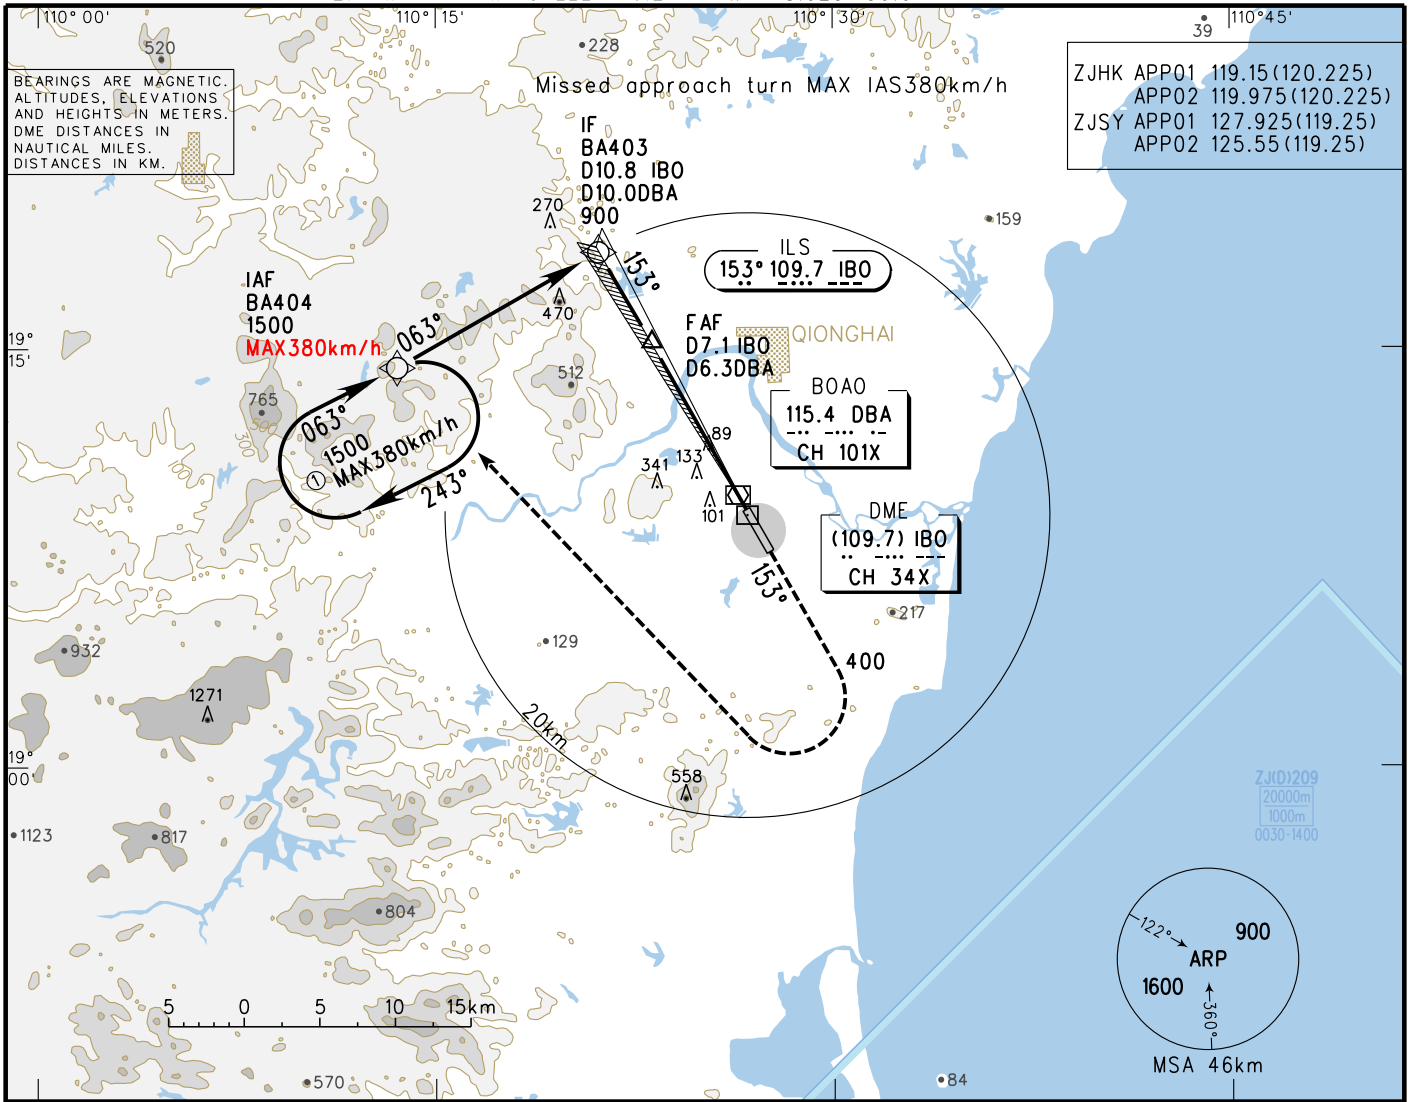 110° 00'
110° 15'
110° 30'
110° 45'
520
228
39
BEARINGS ARE MAGNETIC.
ALTITUDES, ELEVATIONS
AND HEIGHTS IN METERS.
DME DISTANCES IN
NAUTICAL MILES.
DISTANCES IN KM.
Missed approach turn MAX IAS380km/h
ZJHK APP01 119.15(120.225)
APP02 119.975(120.225)
ZJSY APP01 127.925(119.25)
APP02 125.55(119.25)
IF
BA403
D10.8 IBO
D10.0DBA
900
270
159
ILS
153° 109.7 IBO
153°
IAF
BA404
1500
MAX380km/h
063°
470
FAF
D7.1 IBO
D6.3DBA
QIONGHAI
19°
15'
512
765
BOAO
115.4 DBA
CH 101X
063°
1500
① MAX380km/h
243°
89
133
341
101
DME
(109.7) IBO
CH 34X
153°
217
129
400
932
1271
20km
19°
00'
558
ZJ(D)209
20000m
1000m
0030-1400
1123
817
804
122°
900
ARP
1600
360°
MSA 46km
5 0 5 10 15km
570
84